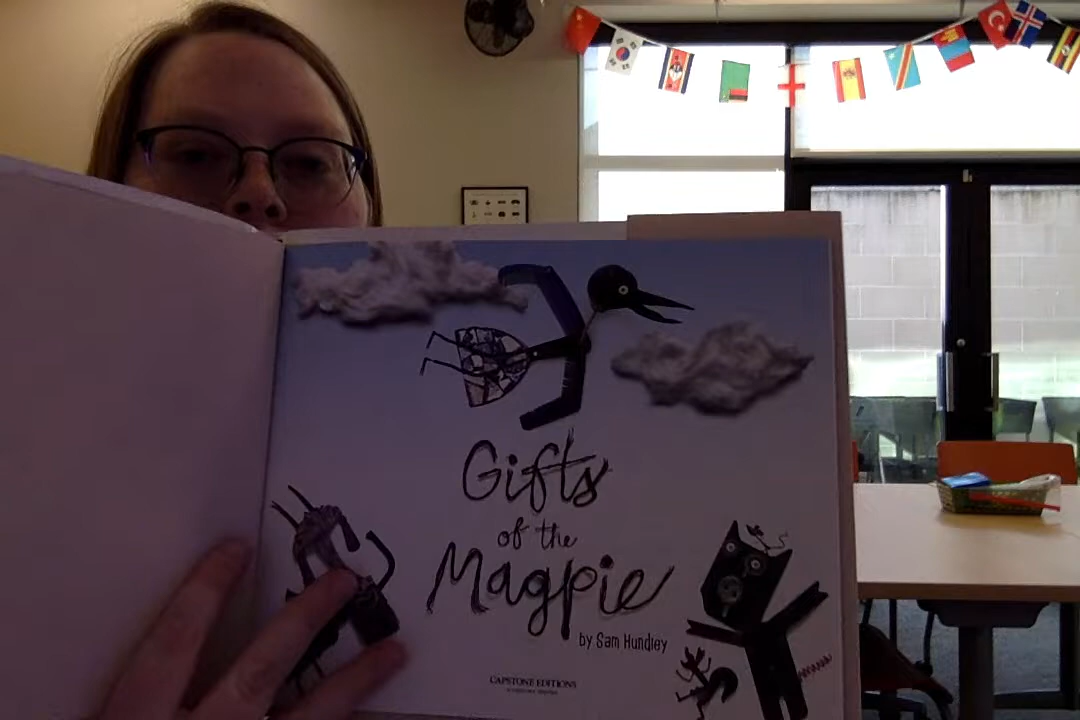 Gifts
of the
Magpie
by Sam Hundley
CAPSTONE EDITIONS